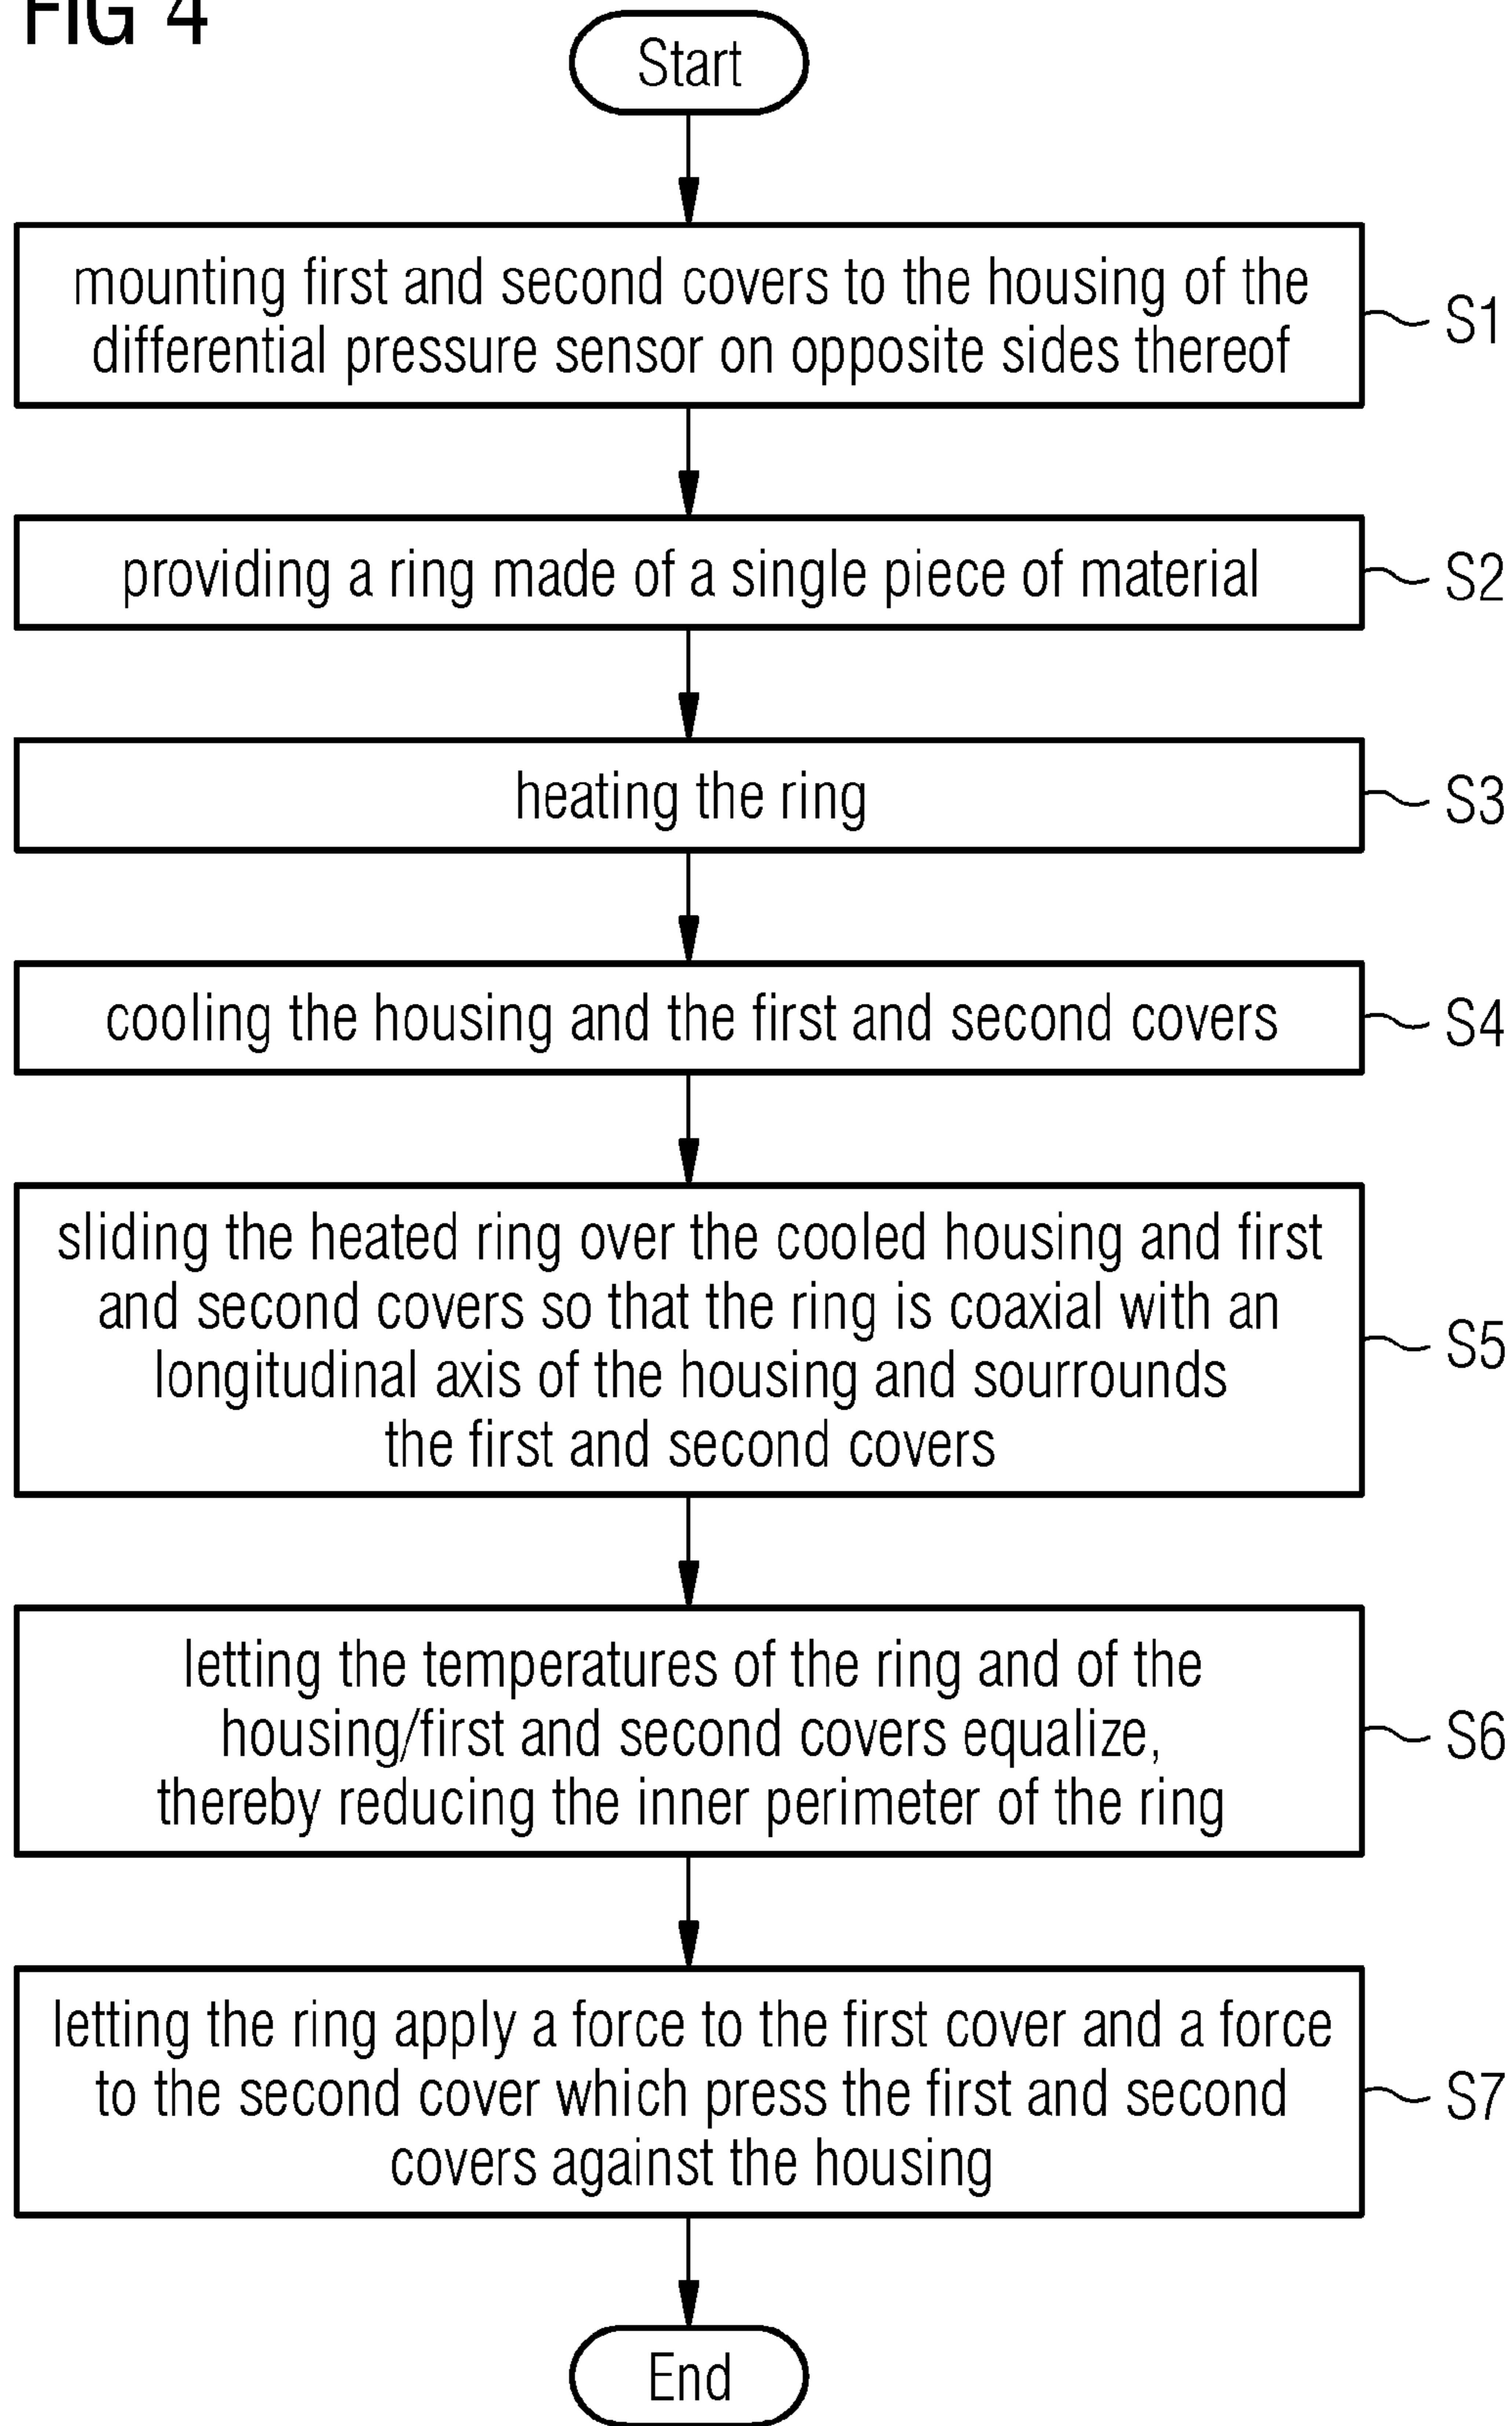 FIG 4
Start
mounting first and second covers to the housing of the
differential pressure sensor on opposite sides thereof
S1
providing a ring made of a single piece of material
S2
heating the ring
S3
cooling the housing and the first and second covers
S4
sliding the heated ring over the cooled housing and first
and second covers so that the ring is coaxial with an
longitudinal axis of the housing and sourrounds
the first and second covers
S5
letting the temperatures of the ring and of the
housing/first and second covers equalize,
thereby reducing the inner perimeter of the ring
S6
letting the ring apply a force to the first cover and a force
to the second cover which press the first and second
covers against the housing
S7
End